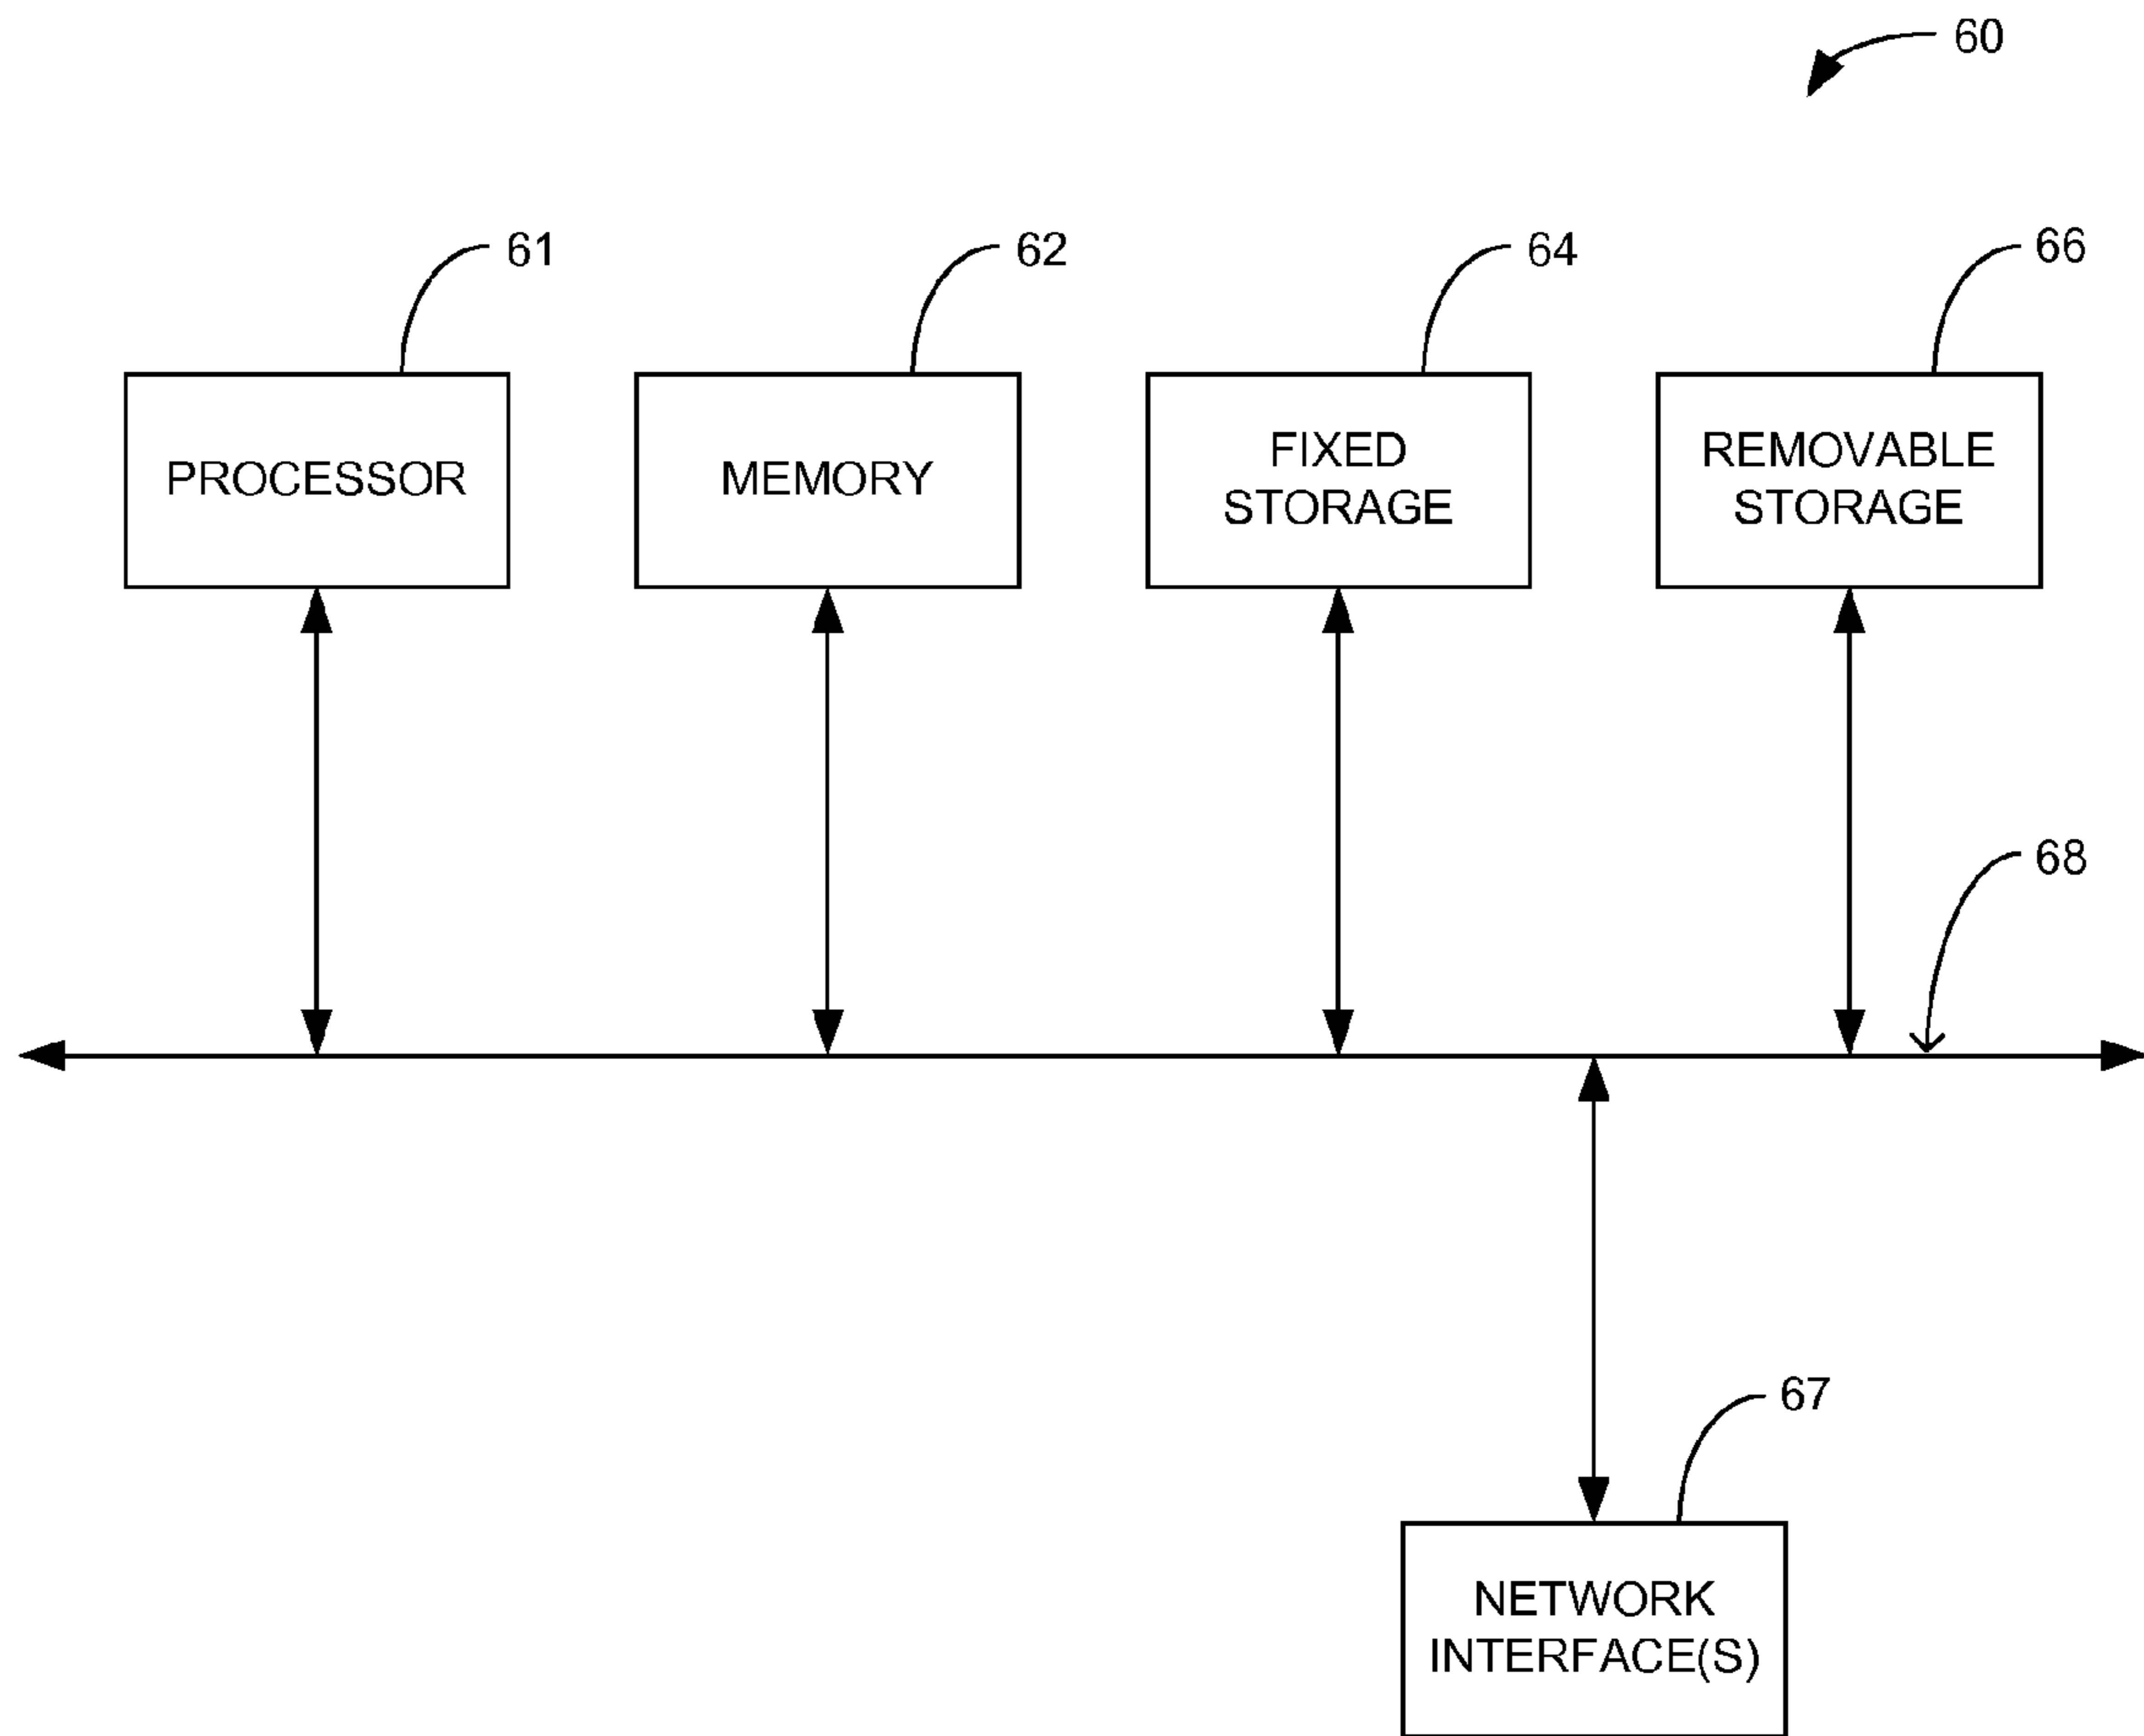 60
61
62
64
66
PROCESSOR
MEMORY
FIXED
STORAGE
REMOVABLE
STORAGE
68
67
NETWORK
INTERFACE(S)